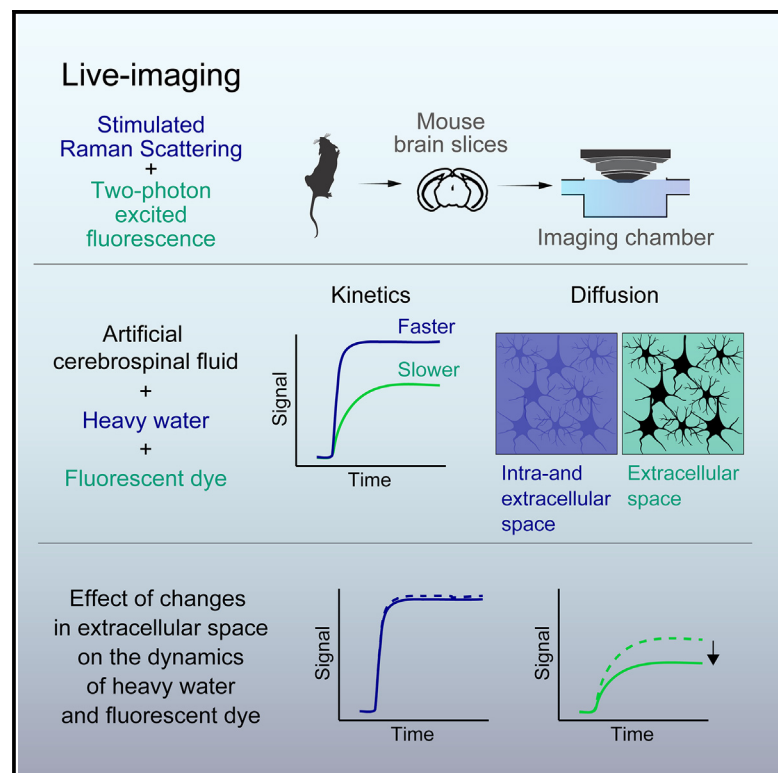 Live-imaging
Stimulated
Raman Scattering
+
Two-photon
excited
fluorescence
Mouse
brain slices
Imaging chamber
Artificial
cerebrospinal fluid
+
Heavy water
+
Fluorescent dye
Kinetics
Signal
Faster
Slower
Time
Diffusion
Intra-and
extracellular
space
Extracellular
space
Effect of changes
in extracellular space
on the dynamics
of heavy water
and fluorescent dye
Signal
Time
Signal
Time